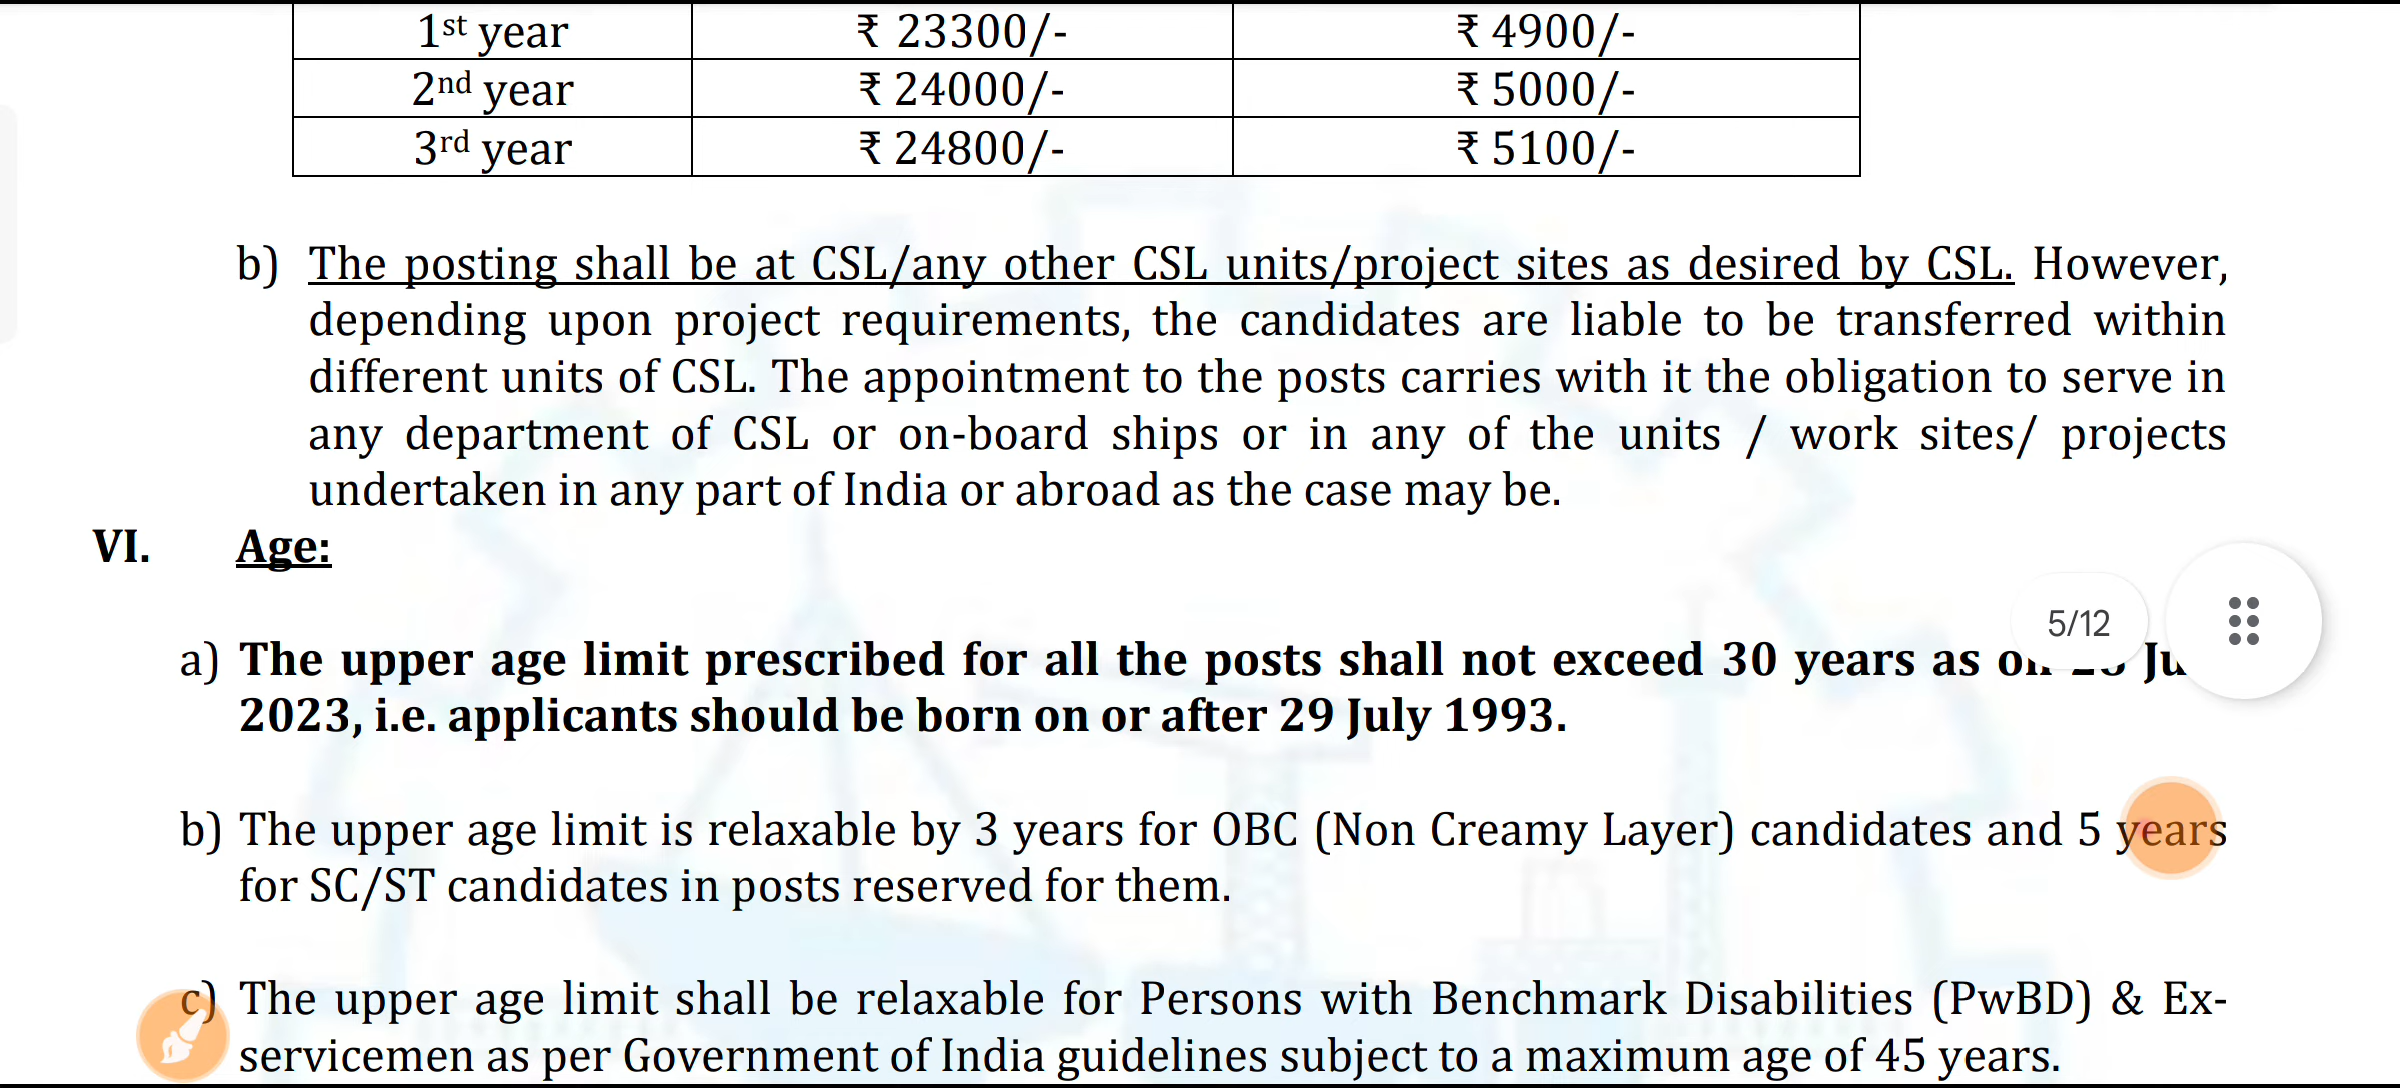 1st year ₹ 23300/- ₹ 4900/-
2nd year ₹ 24000/- ₹ 5000/-
3rd year ₹ 24800/- ₹ 5100/-
b) The posting shall be at CSL/any other CSL units/project sites as desired by CSL. However,
depending upon project requirements, the candidates are liable to be transferred within
different units of CSL. The appointment to the posts carries with it the obligation to serve in
any department of CSL or on-board ships or in any of the units / work sites/ projects
undertaken in any part of India or abroad as the case may be.
VI. Age:
5/12
a) The upper age limit prescribed for all the posts shall not exceed 30 years as
2023, i.e. applicants should be born on or after 29 July 1993.
b) The upper age limit is relaxable by 3 years for OBC (Non Creamy Layer) candidates and 5 years
for SC/ST candidates in posts reserved for them.
c) The upper age limit shall be relaxable for Persons with Benchmark Disabilities (PwBD) & Ex-
servicemen as per Government of India guidelines subject to a maximum age of 45 years.